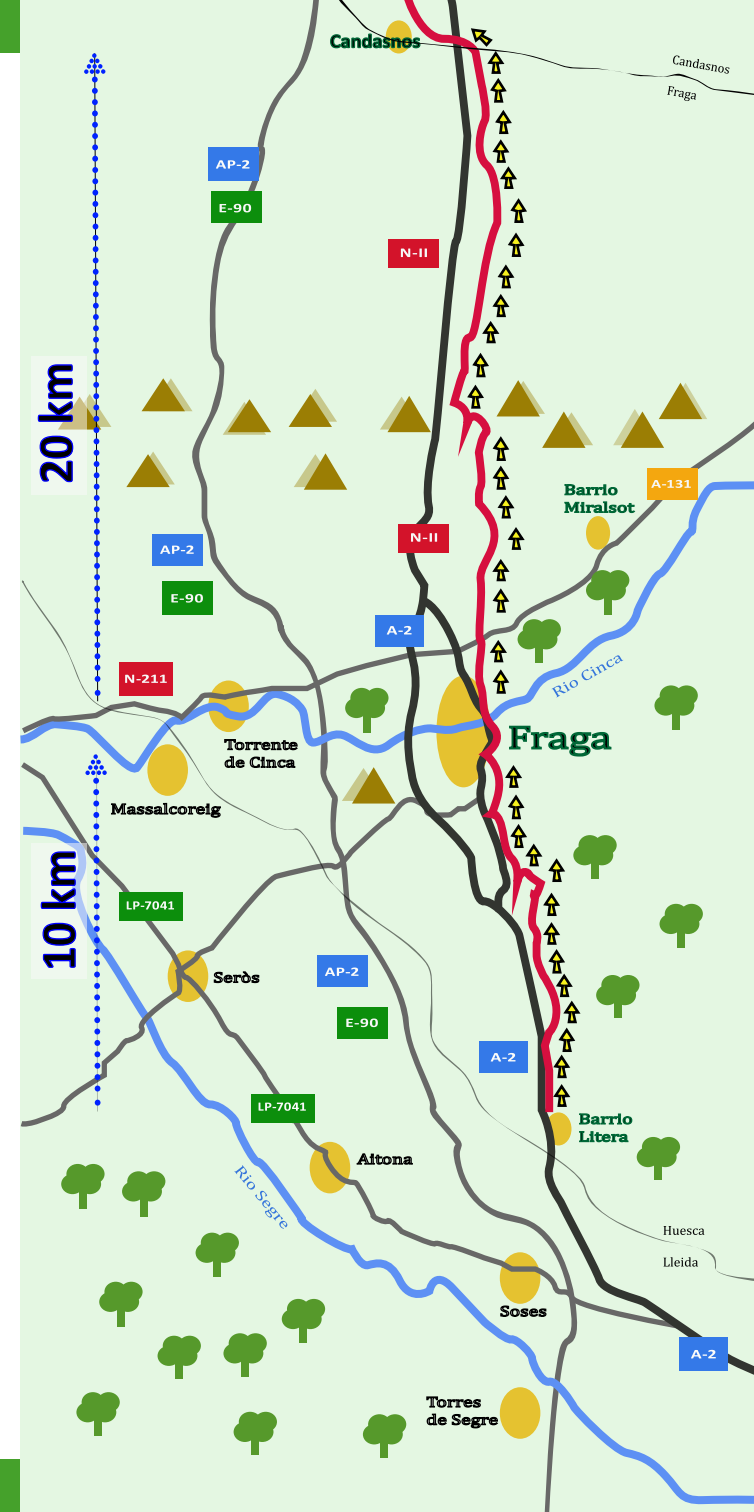 Candasnos
Candasnos
Fraga
AP-2
E-90
N-II
20 km
A-131
Barrio
Miralsot
N-II
AP-2
E-90
A-2
N-211
Rio Cinca
Torrente
de Cinca
Fraga
Massalcoreig
10 km
LP-7041
Seròs
AP-2
E-90
A-2
LP-7041
Barrio
Litera
Aitona
Rio Segre
Huesca
Lleida
Soses
A-2
Torres
de Segre